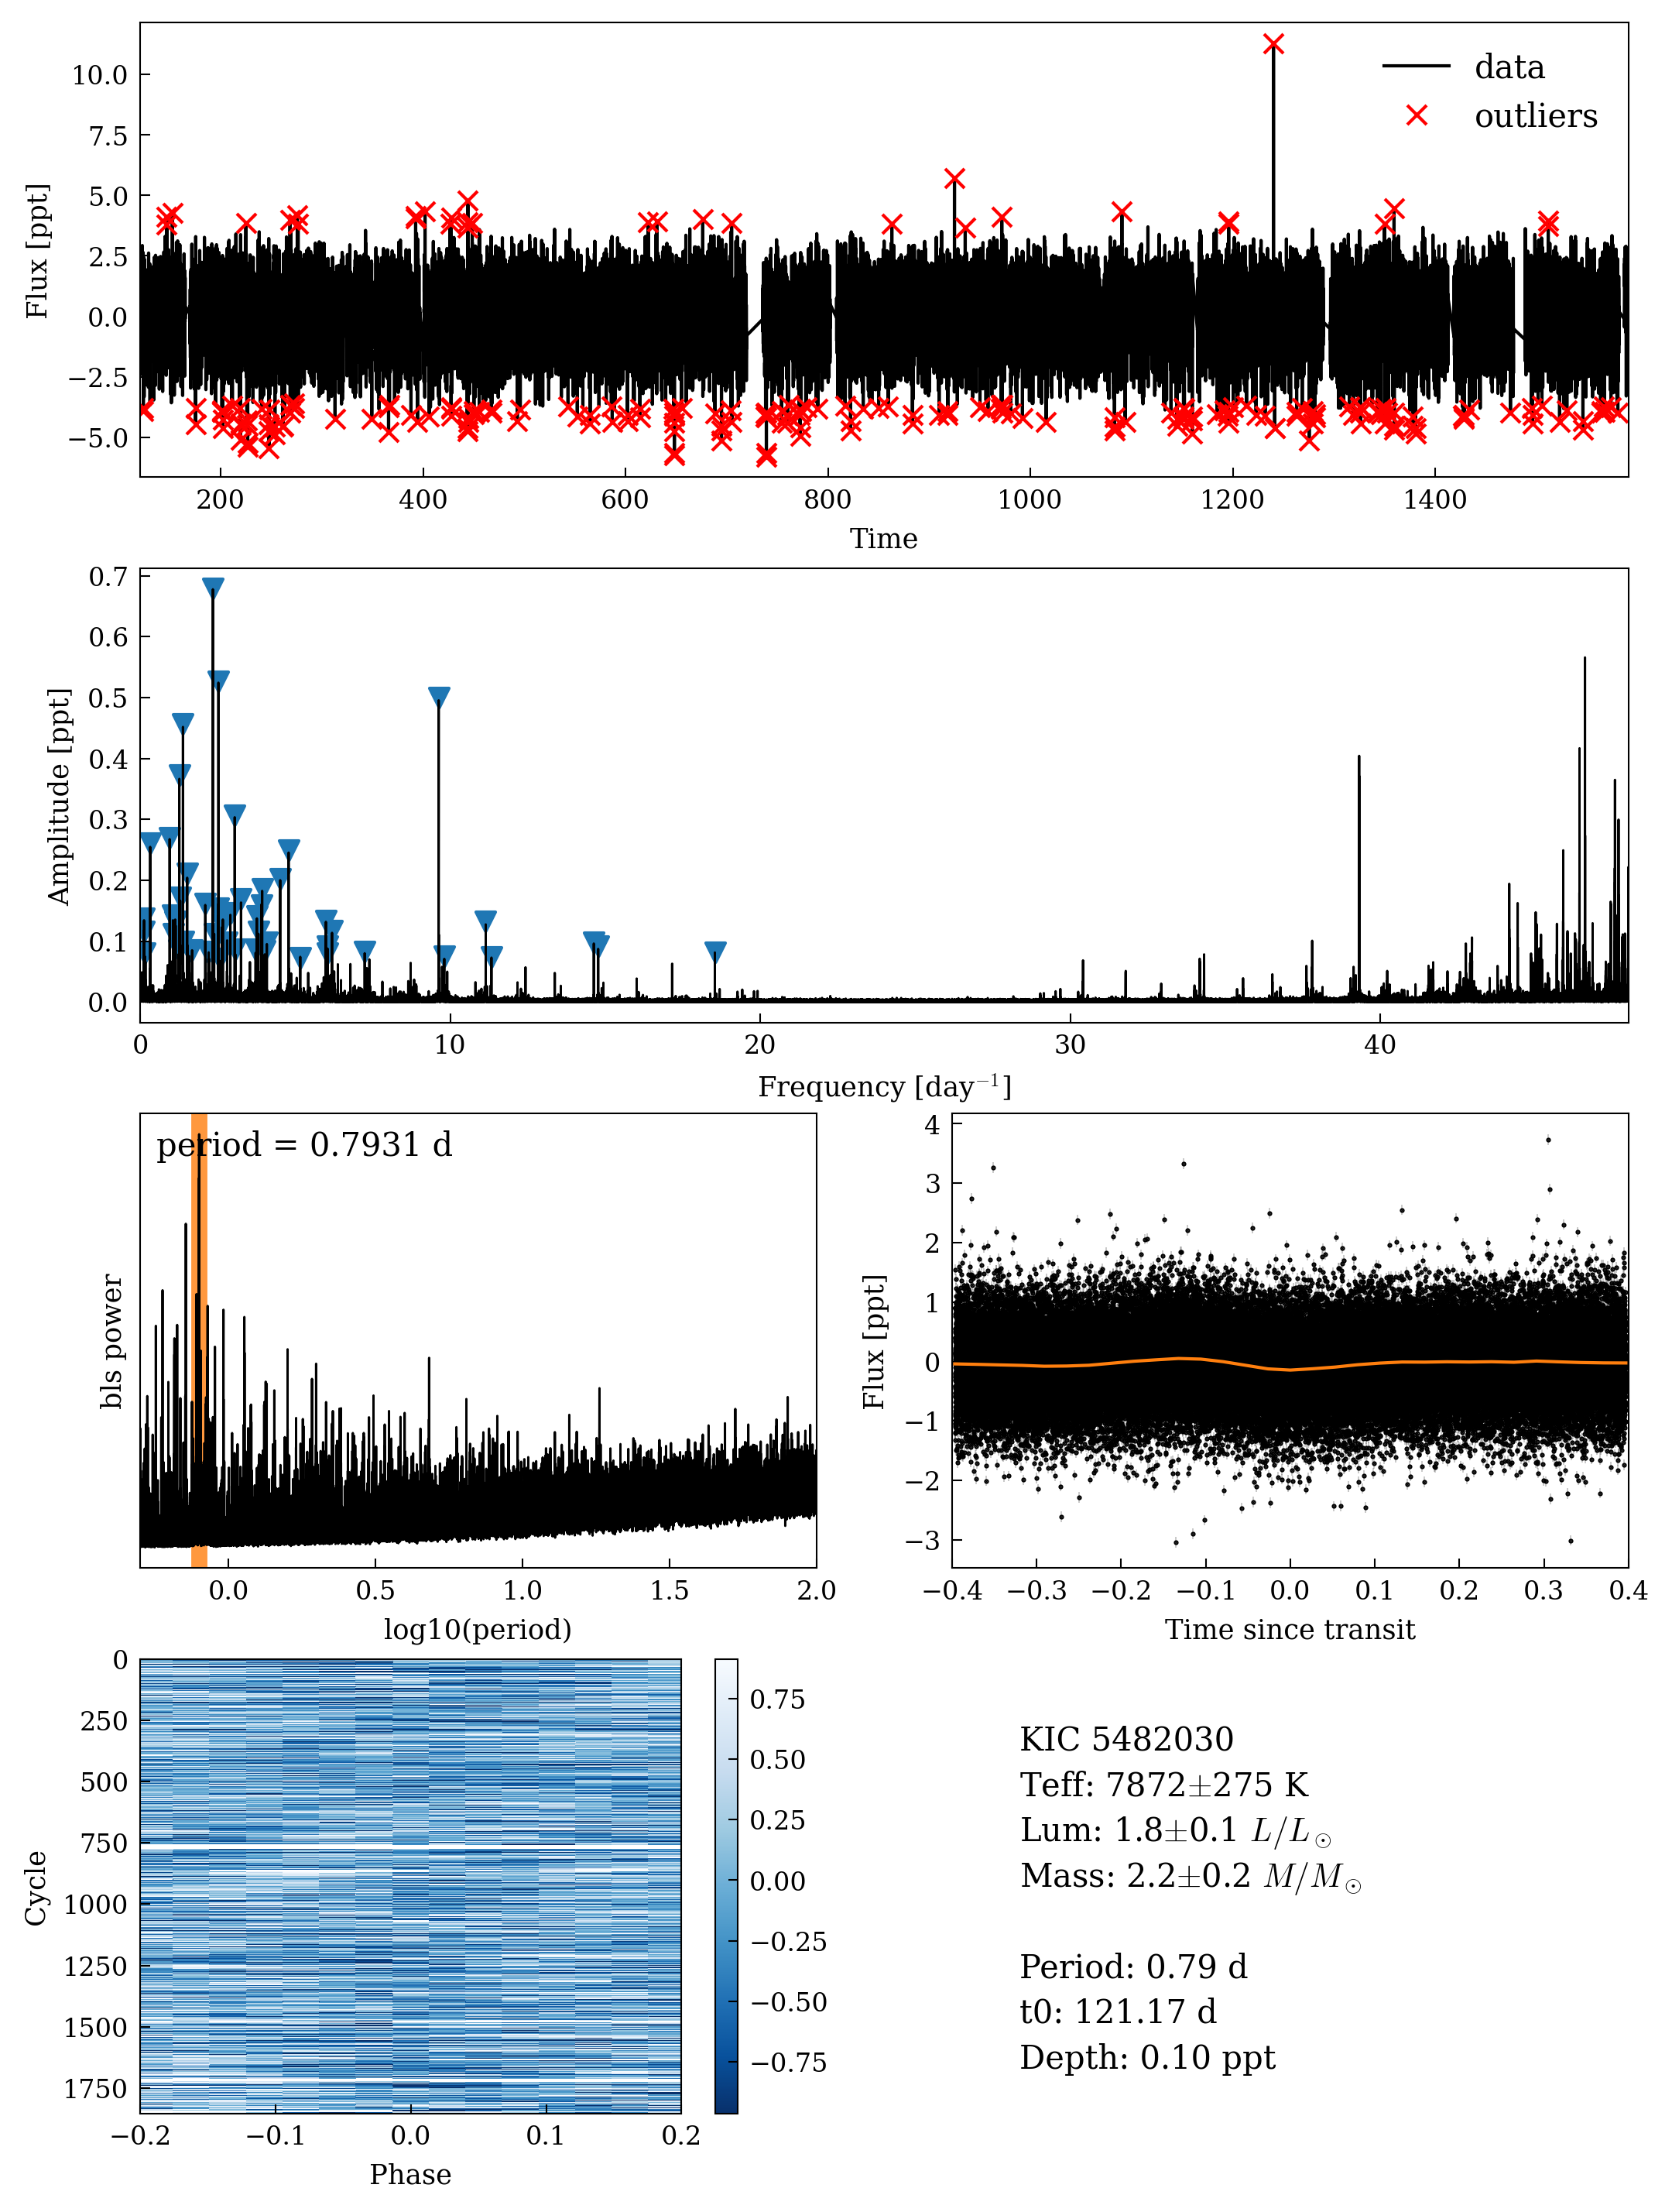 10.0
7.5
5.0
2.5
0.0
−2.5
−5.0
Flux [ppt]
data
outliers
200 400 600 800 1000 1200 1400
Time
0.7
0.6
0.5
0.4
0.3
0.2
0.1
0.0
Amplitude [ppt]
0 10 20 30 40
Frequency [day⁻¹]
period = 0.7931 d
bls power
0.0 0.5 1.0 1.5 2.0
log10(period)
4
3
2
1
0
−1
−2
−3
Flux [ppt]
−0.4 −0.3 −0.2 −0.1 0.0 0.1 0.2 0.3 0.4
Time since transit
0
250
500
750
1000
1250
1500
1750
Cycle
−0.2 −0.1 0.0 0.1 0.2
Phase
0.75
0.50
0.25
0.00
−0.25
−0.50
−0.75
KIC 5482030
Teff: 7872±275 K
Lum: 1.8±0.1 L/L⊙
Mass: 2.2±0.2 M/M⊙
Period: 0.79 d
t0: 121.17 d
Depth: 0.10 ppt